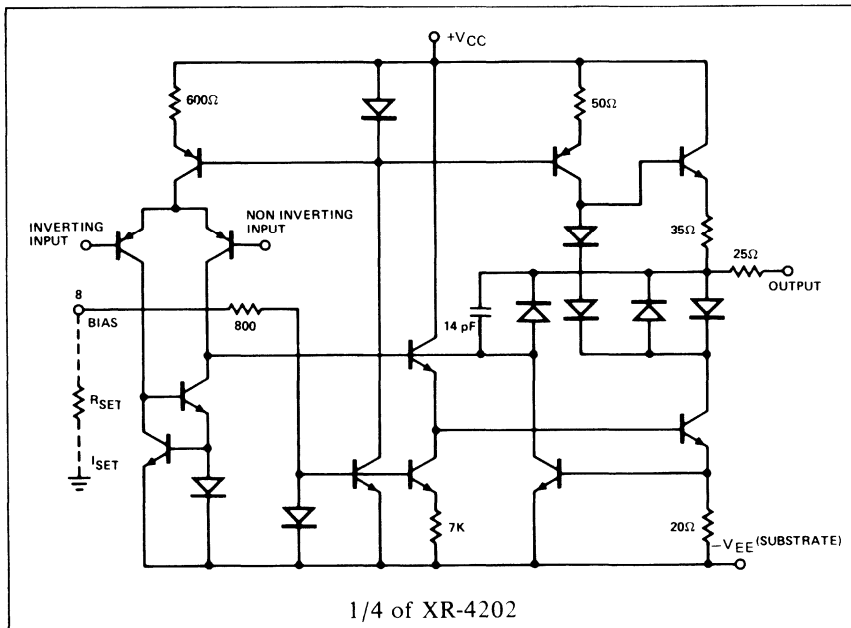 +VCC
600Ω
50Ω
INVERTING
INPUT
NON INVERTING
INPUT
35Ω
25Ω
OUTPUT
8
BIAS
800
14 pF
RSET
ISET
7K
20Ω
–VEE (SUBSTRATE)
1/4 of XR-4202